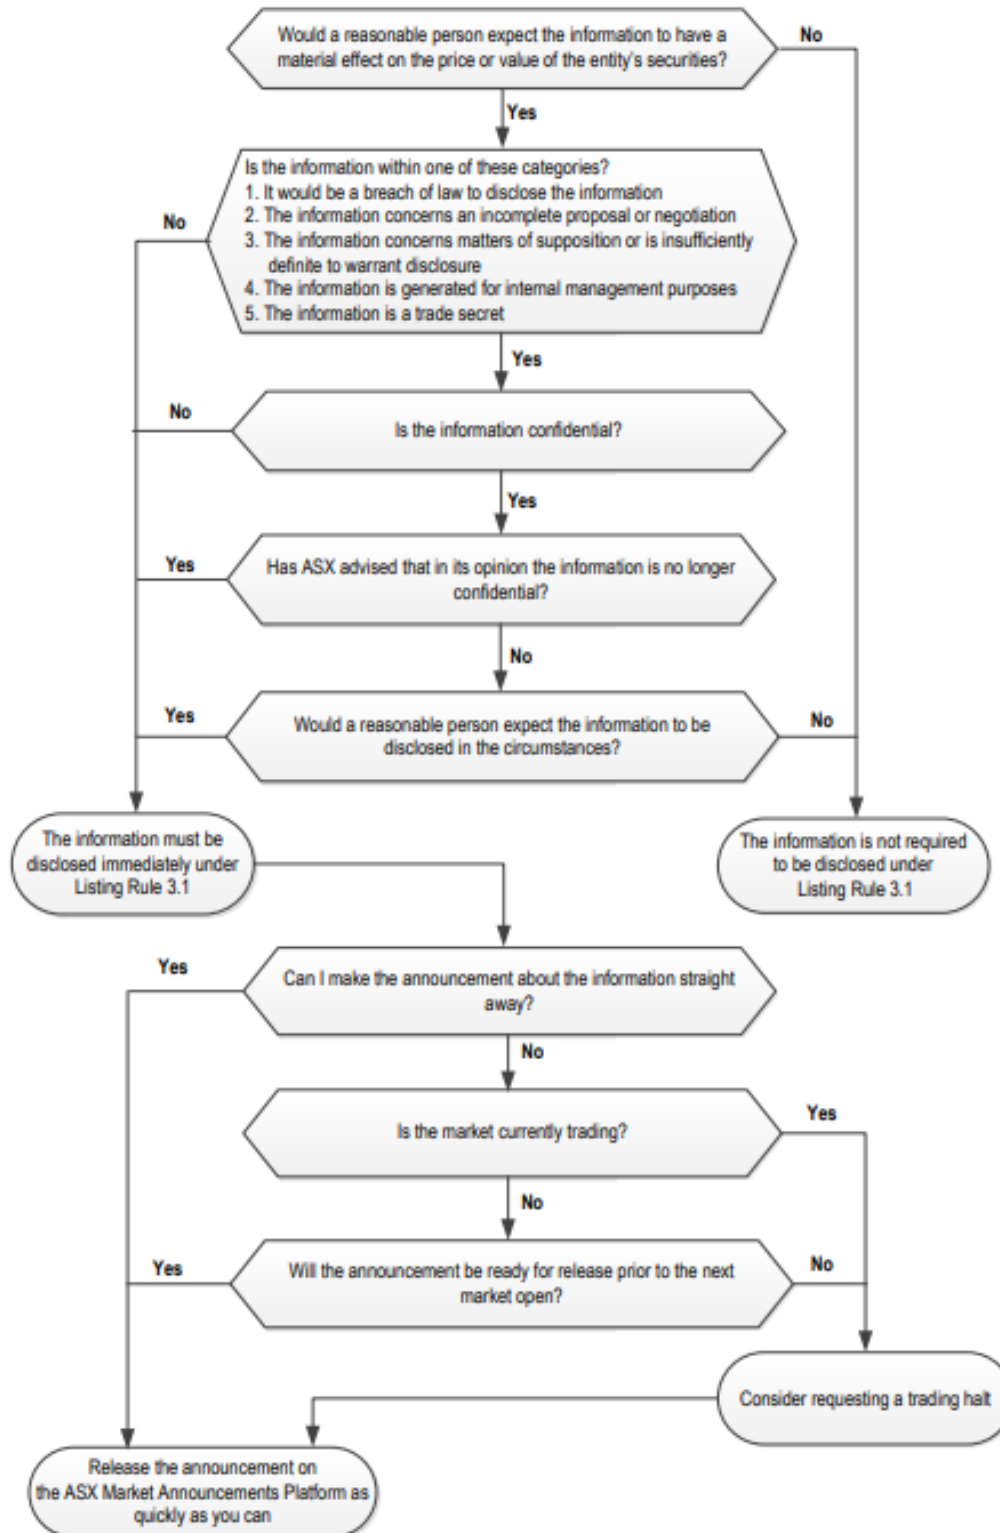 Would a reasonable person expect the information to have a
material effect on the price or value of the entity's securities?
No
Yes
Is the information within one of these categories?
1. It would be a breach of law to disclose the information
2. The information concerns an incomplete proposal or negotiation
3. The information concerns matters of supposition or is insufficiently
definite to warrant disclosure
4. The information is generated for internal management purposes
5. The information is a trade secret
No
Yes
No
Is the information confidential?
Yes
Yes
Has ASX advised that in its opinion the information is no longer
confidential?
No
Yes
Would a reasonable person expect the information to be
disclosed in the circumstances?
No
The information must be
disclosed immediately under
Listing Rule 3.1
The information is not required
to be disclosed under
Listing Rule 3.1
Yes
Can I make the announcement about the information straight
away?
No
Is the market currently trading?
Yes
No
Yes
Will the announcement be ready for release prior to the next
market open?
No
Consider requesting a trading halt
Release the announcement on
the ASX Market Announcements Platform as
quickly as you can